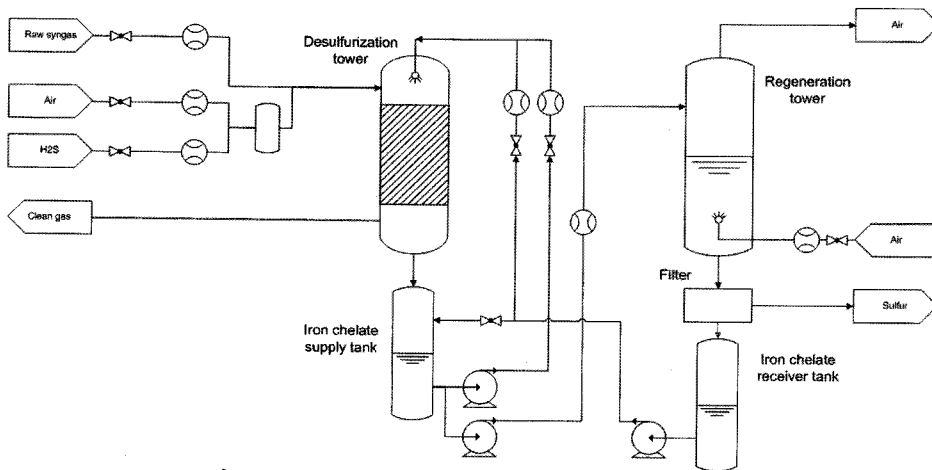 Raw syngas
Air
H2S
Clean gas
Desulfurization
tower
Iron chelate
supply tank
Regeneration
tower
Air
Air
Filter
Sulfur
Iron chelate
receiver tank